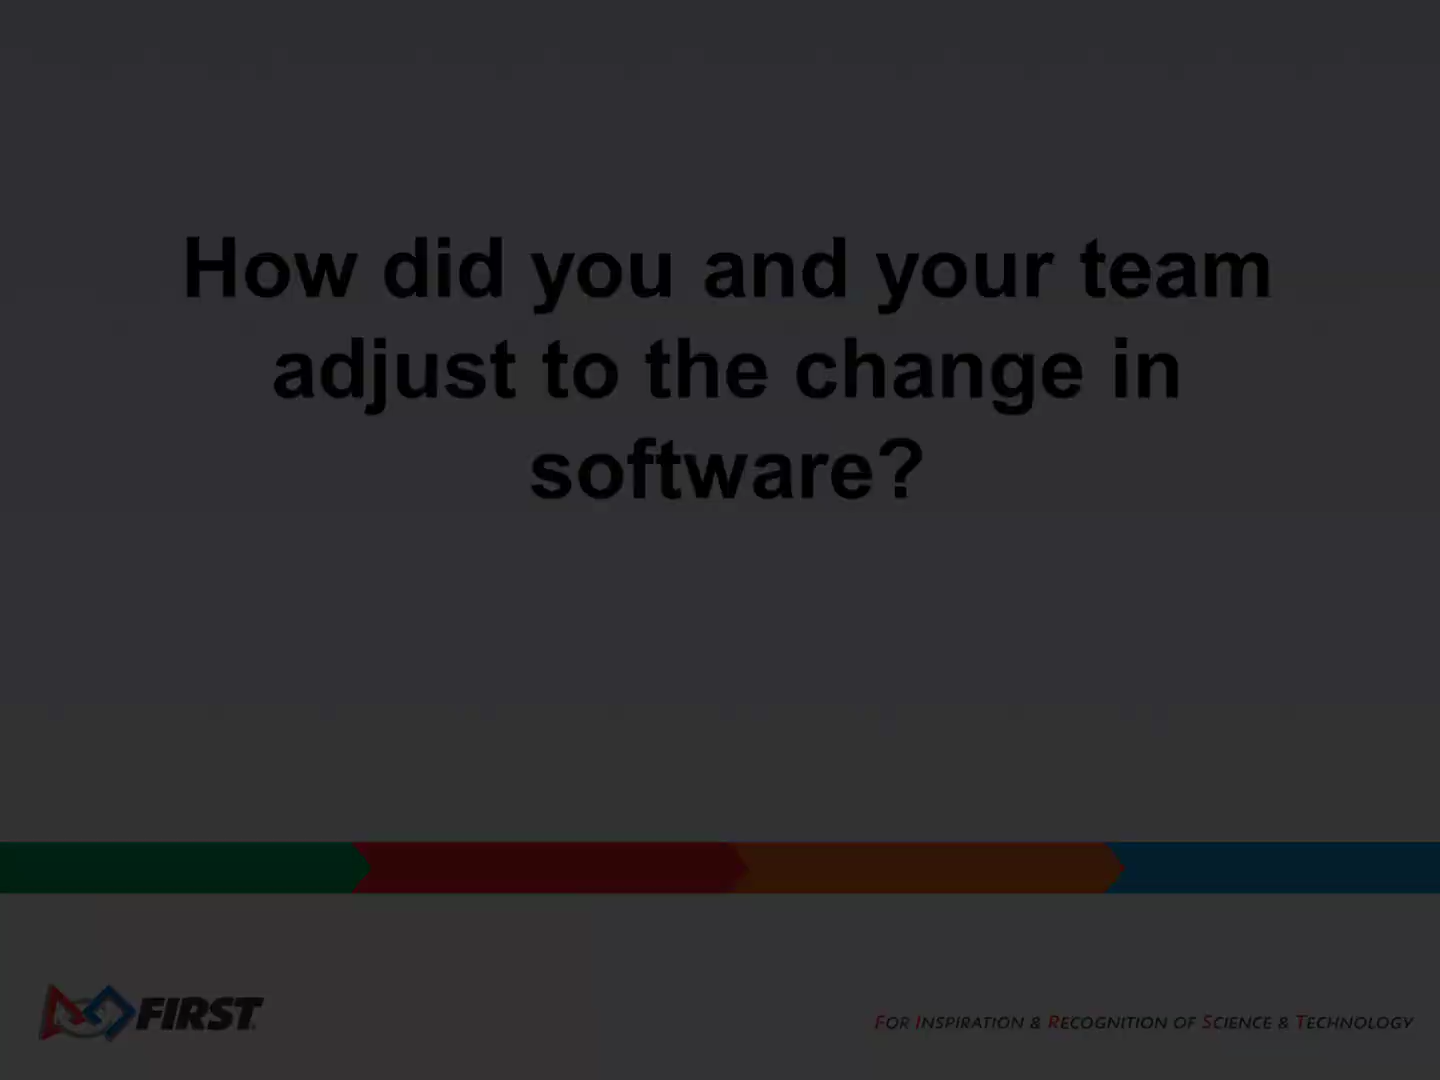 How did you and your team
adjust to the change in
software?
FIRST
FOR INSPIRATION & RECOGNITION OF SCIENCE & TECHNOLOGY